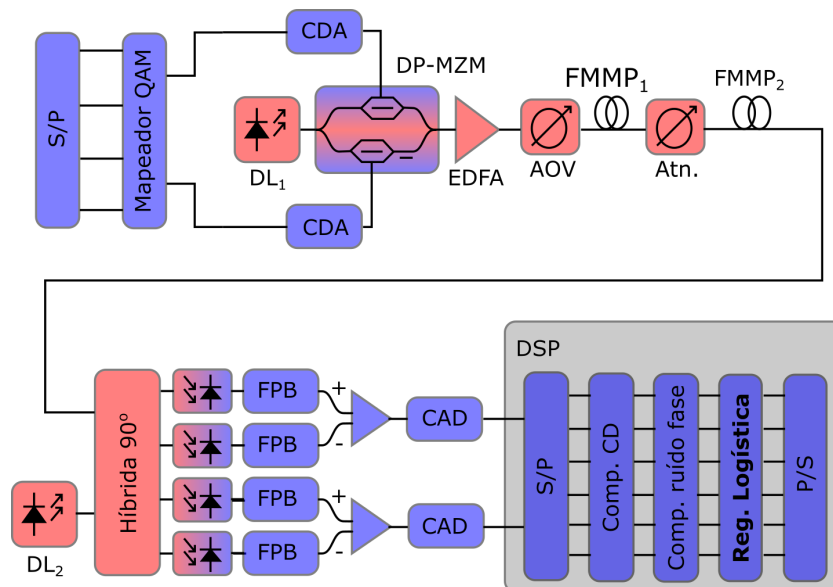 S/P
Mapeador QAM
CDA
CDA
DL1
DP-MZM
EDFA
AOV
FMMP1
Atn.
FMMP2
DL2
Híbrida 90º
FPB
FPB
FPB
FPB
+
-
+
-
CAD
CAD
DSP
S/P
Comp. CD
Comp. ruído fase
Reg. Logística
P/S